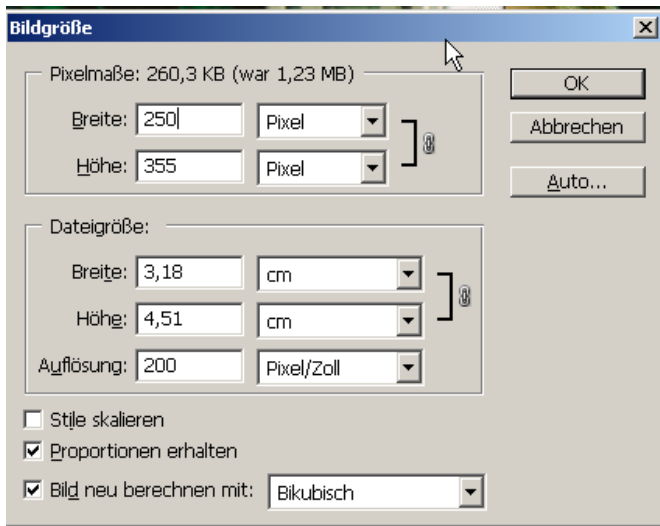 Bildgröße
Pixelmaße: 260,3 KB (war 1,23 MB)
Breite: 250 Pixel
Höhe: 355 Pixel
OK
Abbrechen
Auto...
Dateigröße:
Breite: 3,18 cm
Höhe: 4,51 cm
Auflösung: 200 Pixel/Zoll
Stile skalieren
Proportionen erhalten
Bild neu berechnen mit: Bikubisch